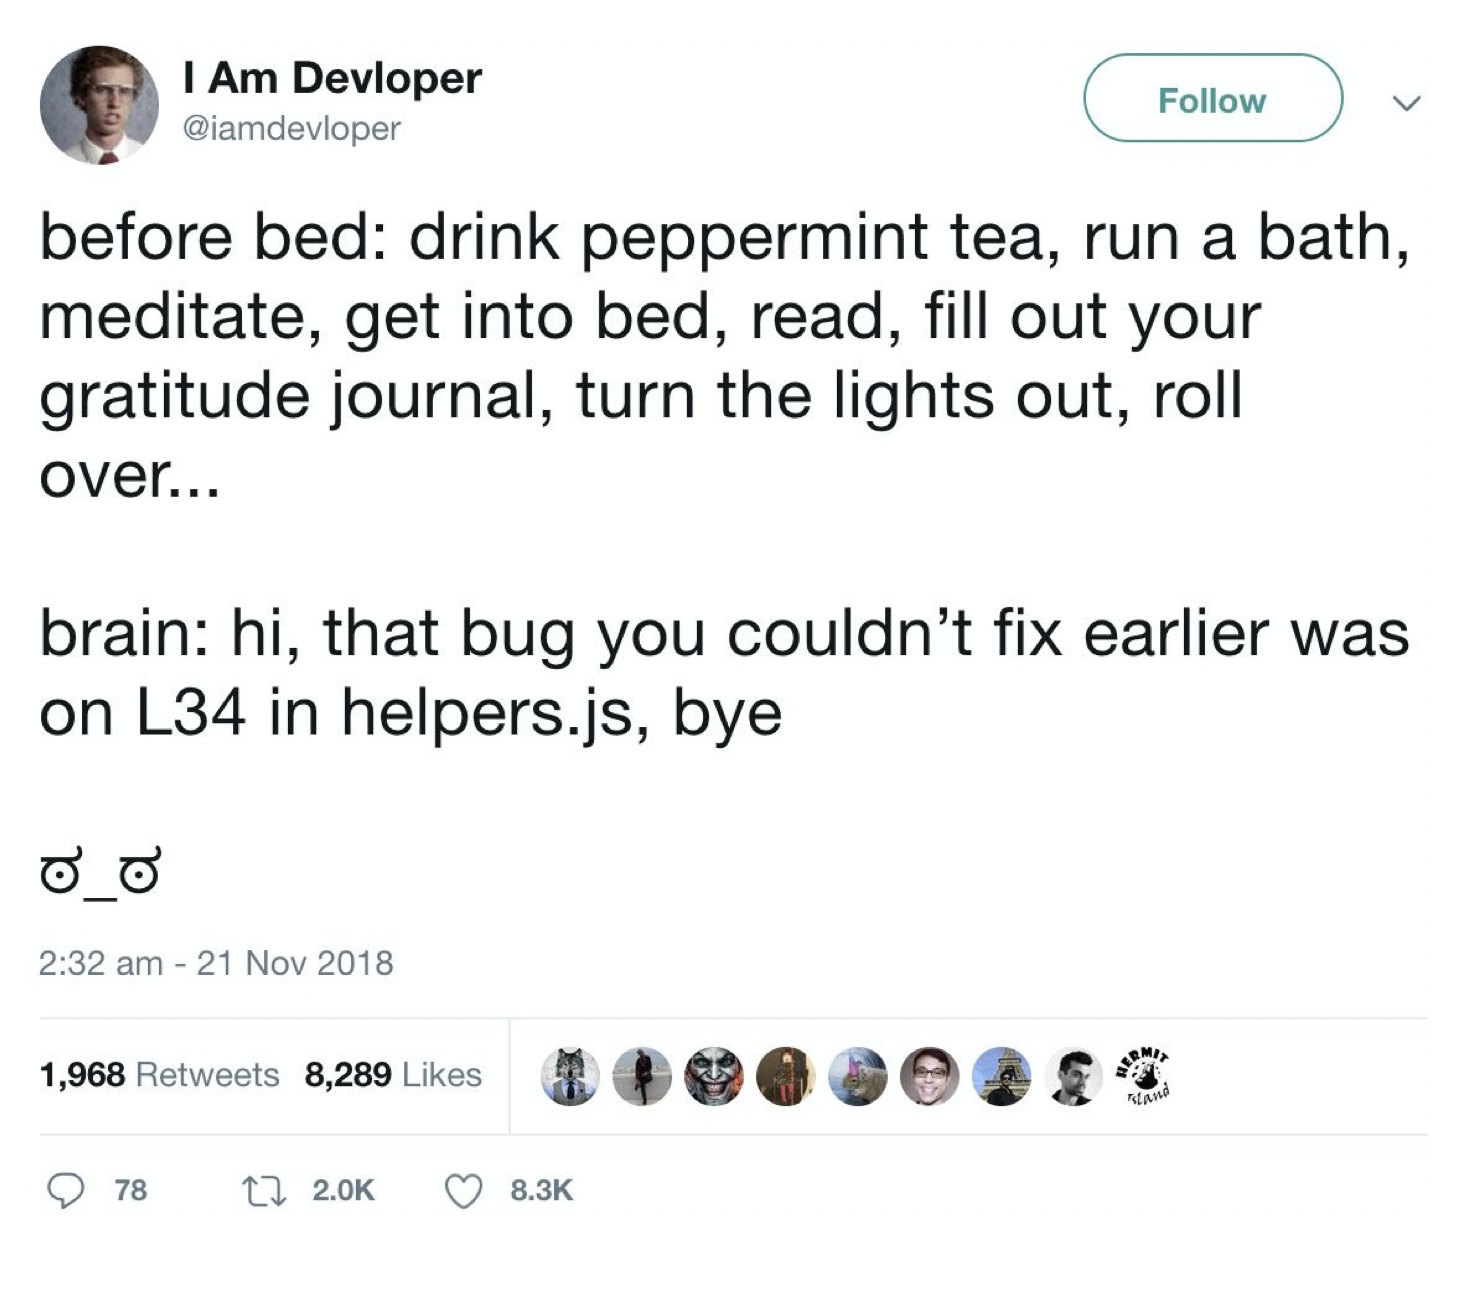 I Am Devloper
@iamdevloper
Follow
before bed: drink peppermint tea, run a bath,
meditate, get into bed, read, fill out your
gratitude journal, turn the lights out, roll
over...
brain: hi, that bug you couldn’t fix earlier was
on L34 in helpers.js, bye
ಠ_ಠ
2:32 am - 21 Nov 2018
1,968 Retweets 8,289 Likes
HERMIT
Island
78 2.0K 8.3K